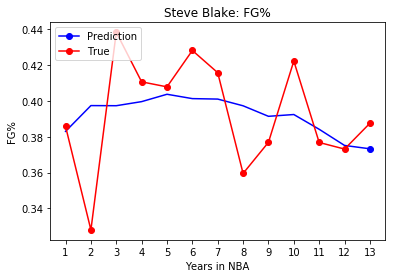 Steve Blake: FG%
Prediction
True
FG%
0.44
0.42
0.40
0.38
0.36
0.34
1 2 3 4 5 6 7 8 9 10 11 12 13
Years in NBA